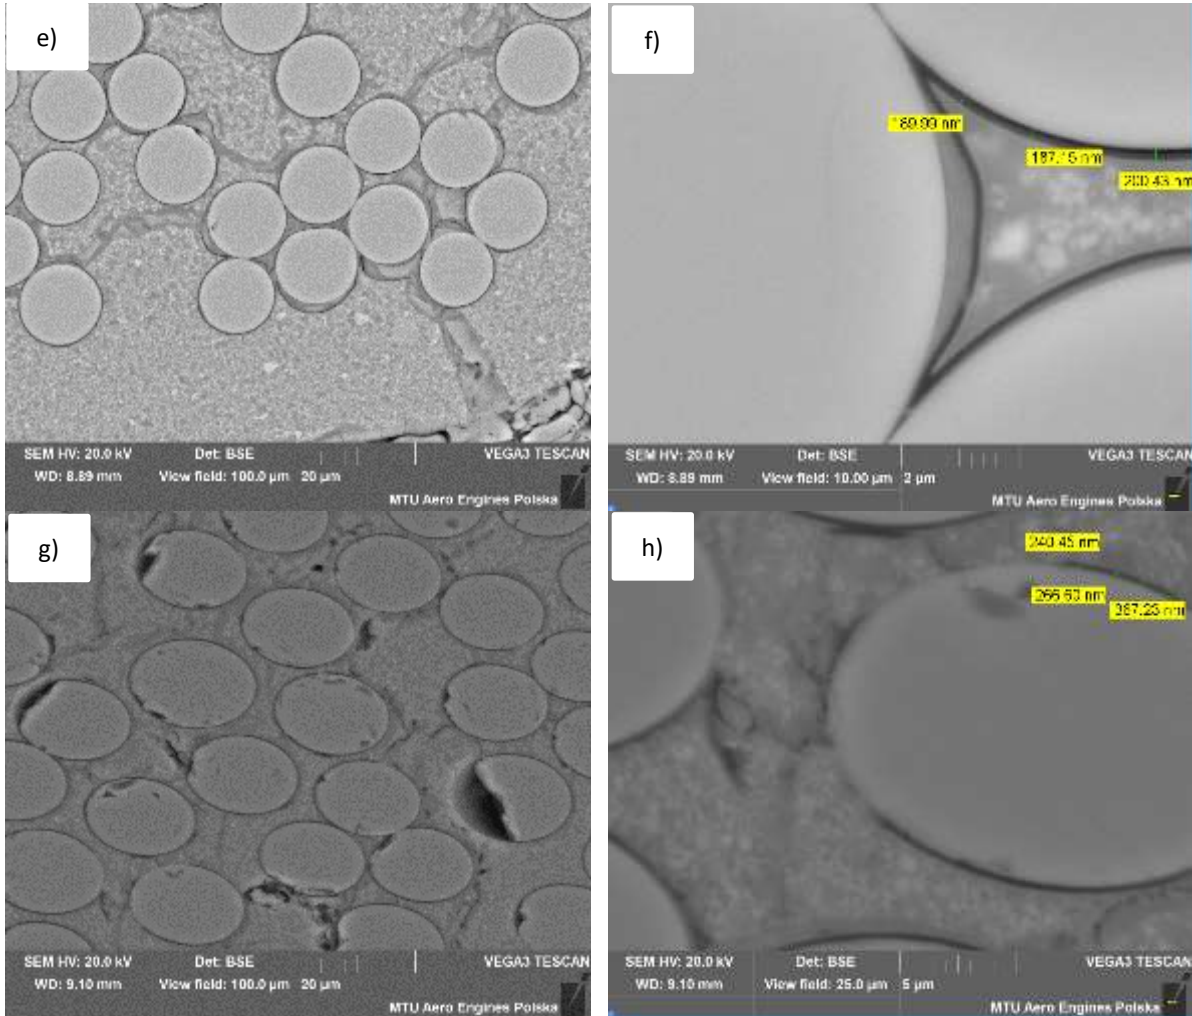 e)
f)
189.99 nm
187.15 nm
200.43 nm
SEM HV: 20.0 kV Det: BSE VEGA3 TESCAN
WD: 8.89 mm View field: 100.0 µm 20 µm
MTU Aero Engines Polska
SEM HV: 20.0 kV Det: BSE VEGA3 TESCAN
WD: 8.89 mm View field: 10.00 µm 2 µm
MTU Aero Engines Polska
g)
h)
240.45 nm
266.60 nm
SEM HV: 20.0 kV Det: BSE VEGA3 TESCAN
WD: 9.10 mm View field: 100.0 µm 20 µm
MTU Aero Engines Polska
SEM HV: 20.0 kV Det: BSE VEGA3 TESCAN
WD: 9.10 mm View field: 25.0 µm 5 µm
MTU Aero Engines Polska